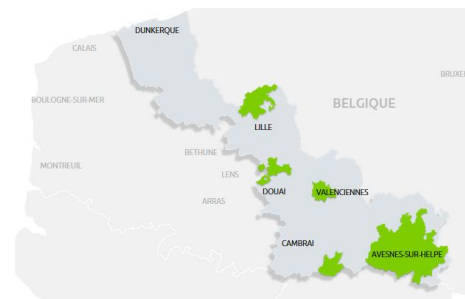 DUNKERQUE
CALAIS
BRUXE
BOULOGNE-SUR-MER
BELGIQUE
LILLE
BETHUNE
MONTREUIL
LENS
DOUAI
VALENCIENNES
ARRAS
CAMBRAI
AVESNES-SUR-HELPE